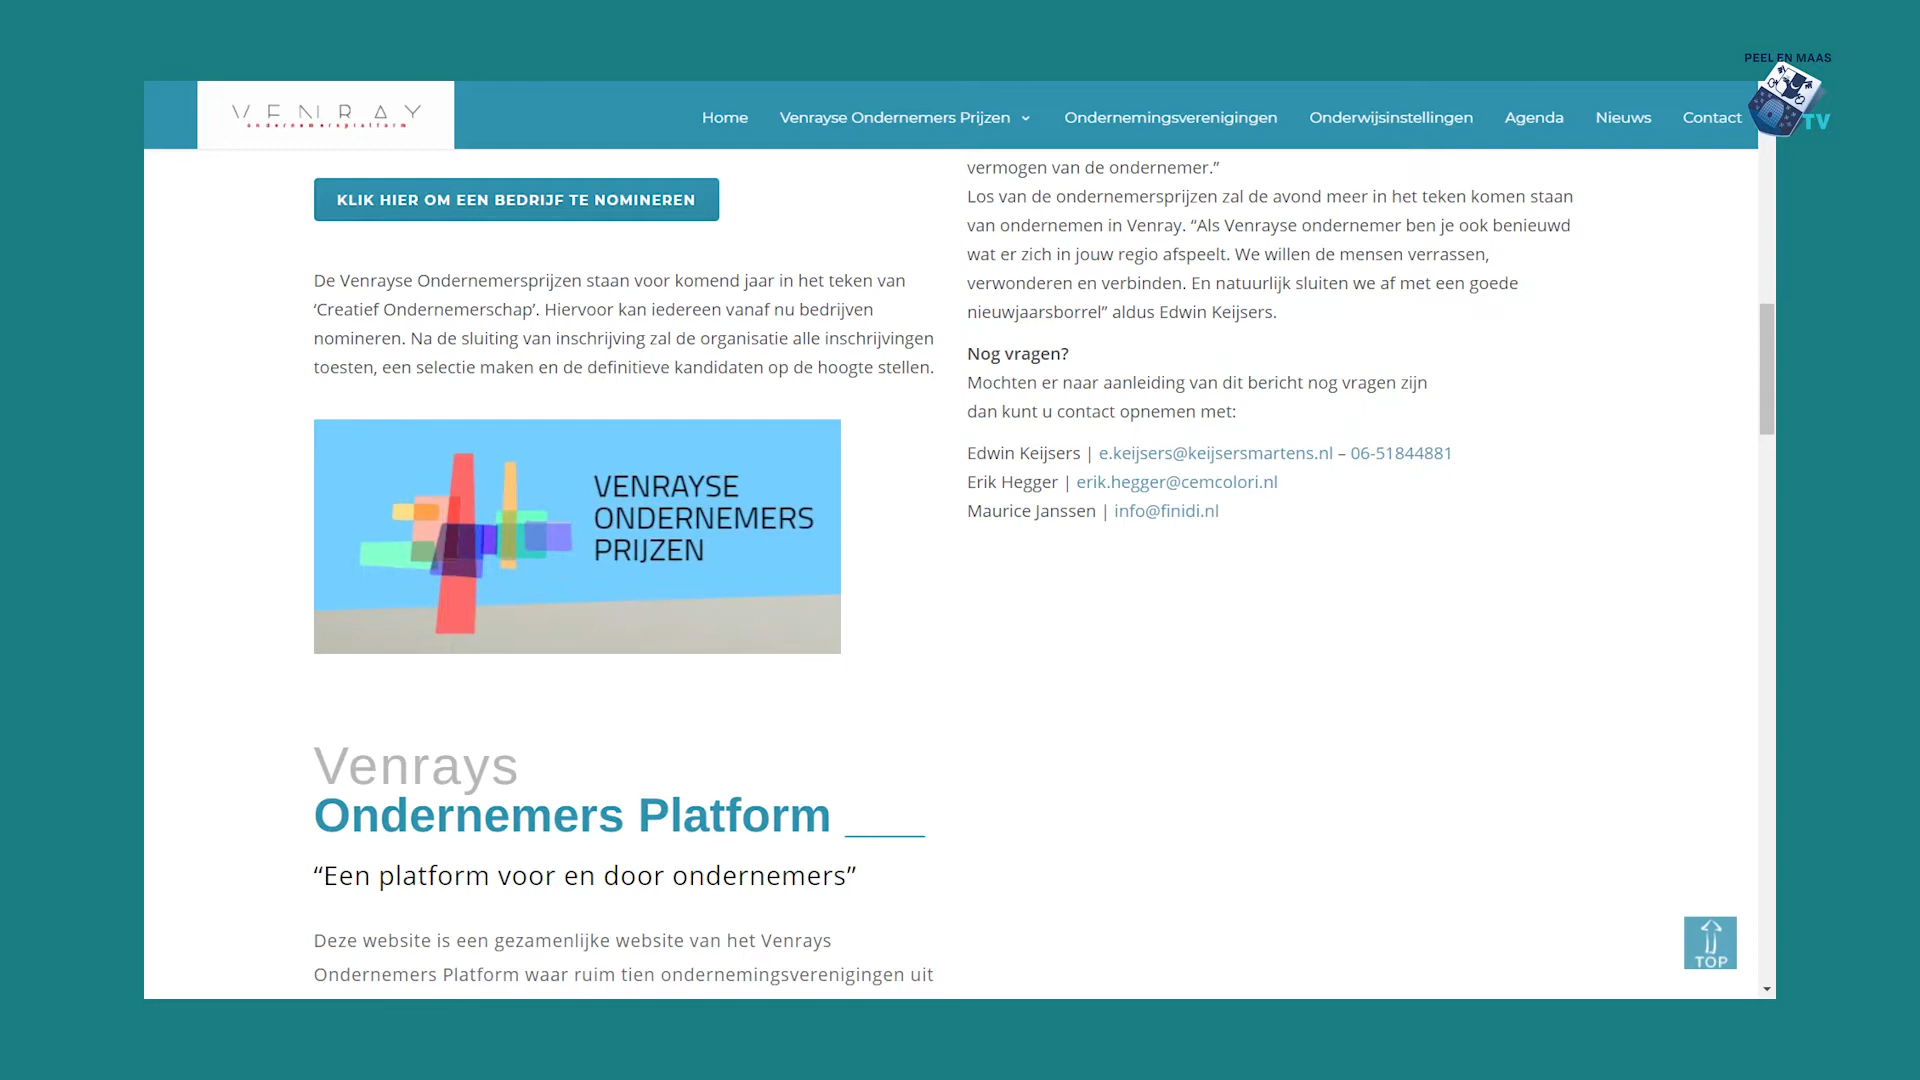 PEEL EN MAAS
TV
VENRAY
ondernemersplatform
Home
Venrayse Ondernemers Prijzen
Ondernemingsverenigingen
Onderwijsinstellingen
Agenda
Nieuws
Contact
KLIK HIER OM EEN BEDRIJF TE NOMINEREN
De Venrayse Ondernemersprijzen staan voor komend jaar in het teken van
‘Creatief Ondernemerschap’. Hiervoor kan iedereen vanaf nu bedrijven
nomineren. Na de sluiting van inschrijving zal de organisatie alle inschrijvingen
toesten, een selectie maken en de definitieve kandidaten op de hoogte stellen.
VENRAYSE
ONDERNEMERS
PRIJZEN
Venrays
Ondernemers Platform ___
“Een platform voor en door ondernemers”
Deze website is een gezamenlijke website van het Venrays
Ondernemers Platform waar ruim tien ondernemingsverenigingen uit
vermogen van de ondernemer.”
Los van de ondernemersprijzen zal de avond meer in het teken komen staan
van ondernemen in Venray. “Als Venrayse ondernemer ben je ook benieuwd
wat er zich in jouw regio afspeelt. We willen de mensen verrassen,
verwonderen en verbinden. En natuurlijk sluiten we af met een goede
nieuwjaarsborrel” aldus Edwin Keijsers.
Nog vragen?
Mochten er naar aanleiding van dit bericht nog vragen zijn
dan kunt u contact opnemen met:
Edwin Keijsers | e.keijsers@keijsersmartens.nl – 06-51844881
Erik Hegger | erik.hegger@cemcolori.nl
Maurice Janssen | info@finidi.nl
TOP